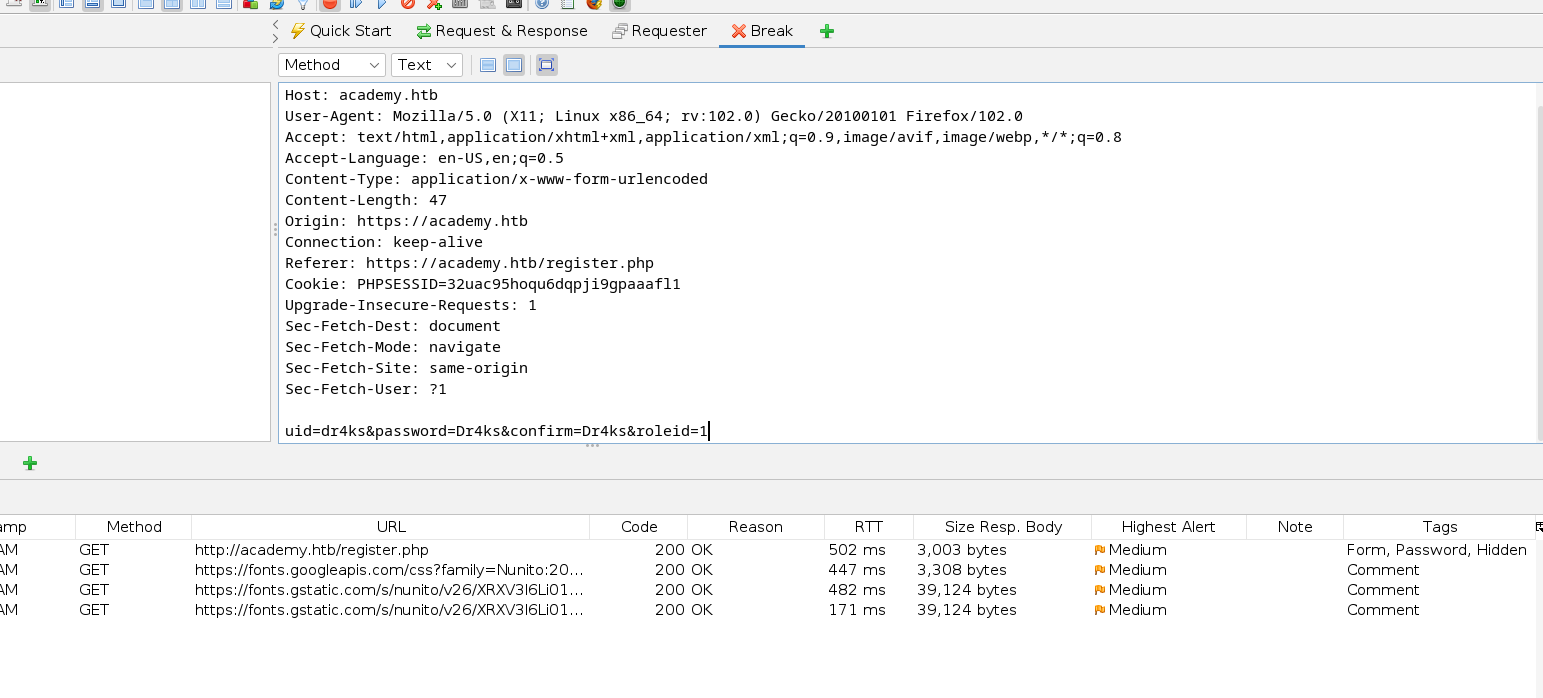 Quick Start Request & Response Requester Break
Method Text
Host: academy.htb
User-Agent: Mozilla/5.0 (X11; Linux x86_64; rv:102.0) Gecko/20100101 Firefox/102.0
Accept: text/html,application/xhtml+xml,application/xml;q=0.9,image/avif,image/webp,*/*;q=0.8
Accept-Language: en-US,en;q=0.5
Content-Type: application/x-www-form-urlencoded
Content-Length: 47
Origin: https://academy.htb
Connection: keep-alive
Referer: https://academy.htb/register.php
Cookie: PHPSESSID=32uac95hoqu6dqpji9gpaaafl1
Upgrade-Insecure-Requests: 1
Sec-Fetch-Dest: document
Sec-Fetch-Mode: navigate
Sec-Fetch-Site: same-origin
Sec-Fetch-User: ?1
uid=dr4ks&password=Dr4ks&confirm=Dr4ks&roleid=1
amp Method URL Code Reason RTT Size Resp. Body Highest Alert Note Tags
AM GET http://academy.htb/register.php 200 OK 502 ms 3,003 bytes Medium Form, Password, Hidden
AM GET https://fonts.googleapis.com/css?family=Nunito:20... 200 OK 447 ms 3,308 bytes Medium Comment
AM GET https://fonts.gstatic.com/s/nunito/v26/XRXV3I6Li01... 200 OK 482 ms 39,124 bytes Medium Comment
AM GET https://fonts.gstatic.com/s/nunito/v26/XRXV3I6Li01... 200 OK 171 ms 39,124 bytes Medium Comment